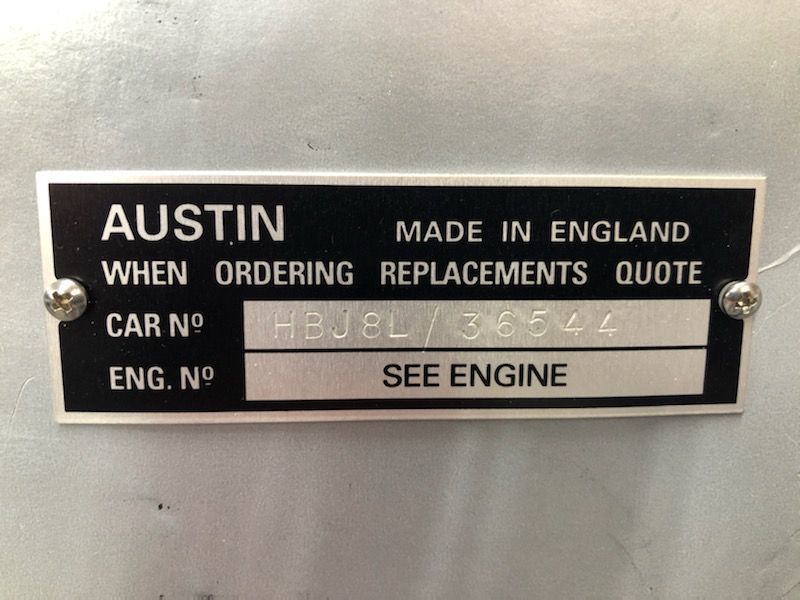 AUSTIN MADE IN ENGLAND
WHEN ORDERING REPLACEMENTS QUOTE
CAR Nº HBJ8L/36544
ENG. Nº SEE ENGINE